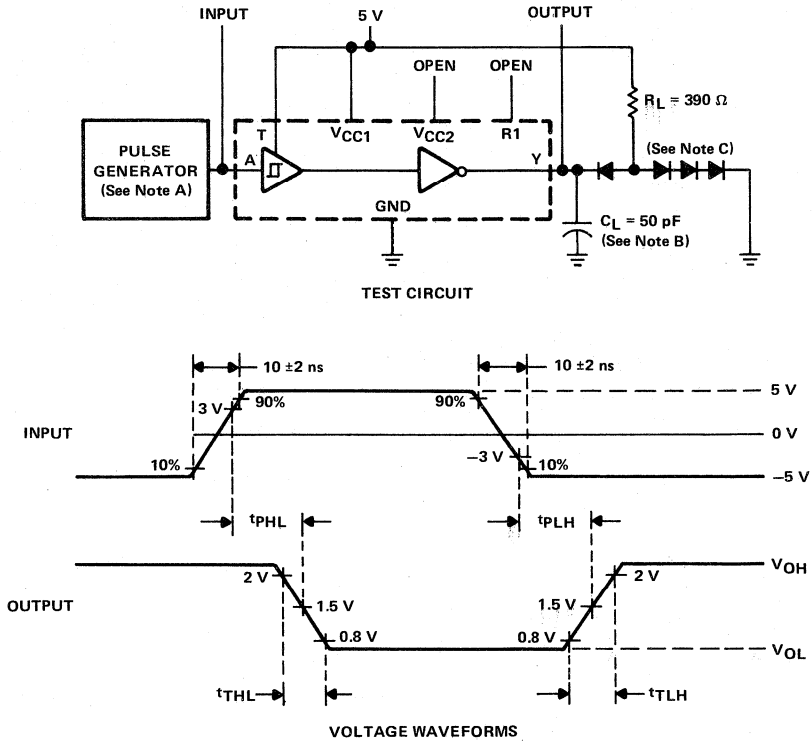 INPUT
5 V
OUTPUT
OPEN
OPEN
RL = 390 Ω
T
VCC1
VCC2
R1
(See Note C)
PULSE
GENERATOR
(See Note A)
A
Y
GND
CL = 50 pF
(See Note B)
TEST CIRCUIT
10 ±2 ns
10 ±2 ns
5 V
3 V
90%
90%
INPUT
0 V
10%
−3 V
10%
−5 V
tPHL
tPLH
VOH
2 V
2 V
OUTPUT
1.5 V
1.5 V
0.8 V
0.8 V
VOL
tTHL
tTLH
VOLTAGE WAVEFORMS